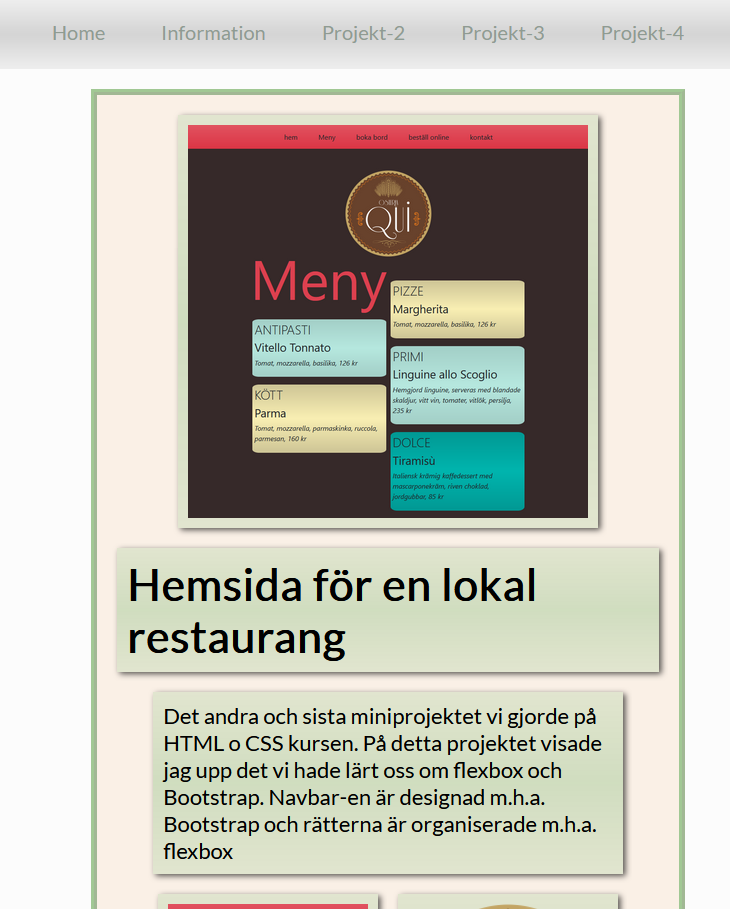 Home Information Projekt-2 Projekt-3 Projekt-4
hem Meny boka bord beställ online kontakt
OSTERIA
QUi
Meny
ANTIPASTI
Vitello Tonnato
Tomat, mozzarella, basilika, 126 kr
KÖTT
Parma
Tomat, mozzarella, parmaskinka, ruccola,
parmesan, 160 kr
PIZZE
Margherita
Tomat, mozzarella, basilika, 126 kr
PRIMI
Linguine allo Scoglio
Hemgjord linguine, serveras med blandade
skaldjur, vitt vin, tomater, vitlök, persilja,
235 kr
DOLCE
Tiramisù
Italiensk krämig kaffedessert med
mascarponekräm, riven choklad,
jordgubbar, 85 kr
Hemsida för en lokal
restaurang
Det andra och sista miniprojektet vi gjorde på
HTML o CSS kursen. På detta projektet visade
jag upp det vi hade lärt oss om flexbox och
Bootstrap. Navbar-en är designad m.h.a.
Bootstrap och rätterna är organiserade m.h.a.
flexbox